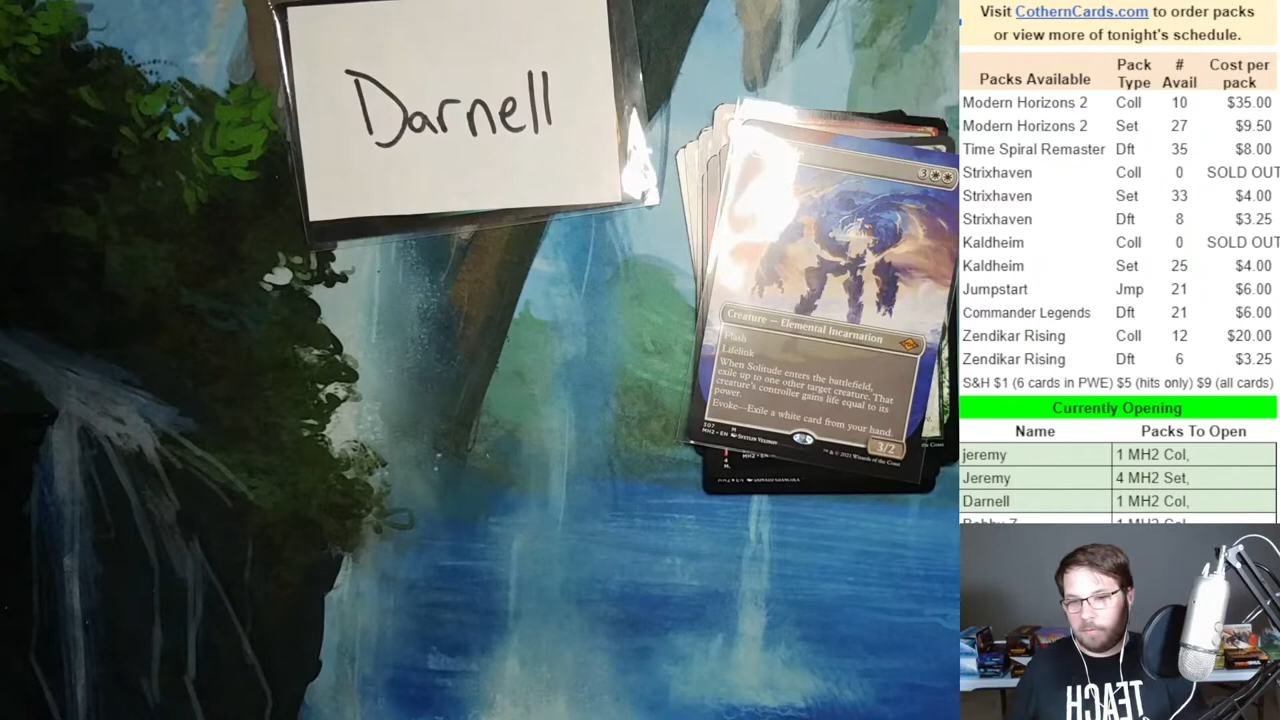 Darnell
3
Creature — Elemental Incarnation
Flash
Lifelink
When Solitude enters the battlefield,
exile up to one other target creature. That
creature's controller gains life equal to its
power.
Evoke—Exile a white card from your hand.
307 M
MH2 • EN
3/2
Visit CothernCards.com to order packs
or view more of tonight's schedule.
Packs Available Pack Type # Avail Cost per pack
Modern Horizons 2 Coll 10 $35.00
Modern Horizons 2 Set 27 $9.50
Time Spiral Remaster Dft 35 $8.00
Strixhaven Coll 0 SOLD OUT
Strixhaven Set 33 $4.00
Strixhaven Dft 8 $3.25
Kaldheim Coll 0 SOLD OUT
Kaldheim Set 25 $4.00
Jumpstart Jmp 21 $6.00
Commander Legends Dft 21 $6.00
Zendikar Rising Coll 12 $20.00
Zendikar Rising Dft 6 $3.25
S&H $1 (6 cards in PWE) $5 (hits only) $9 (all cards)
Currently Opening
Name Packs To Open
jeremy 1 MH2 Col,
Jeremy 4 MH2 Set,
Darnell 1 MH2 Col,
TEACH